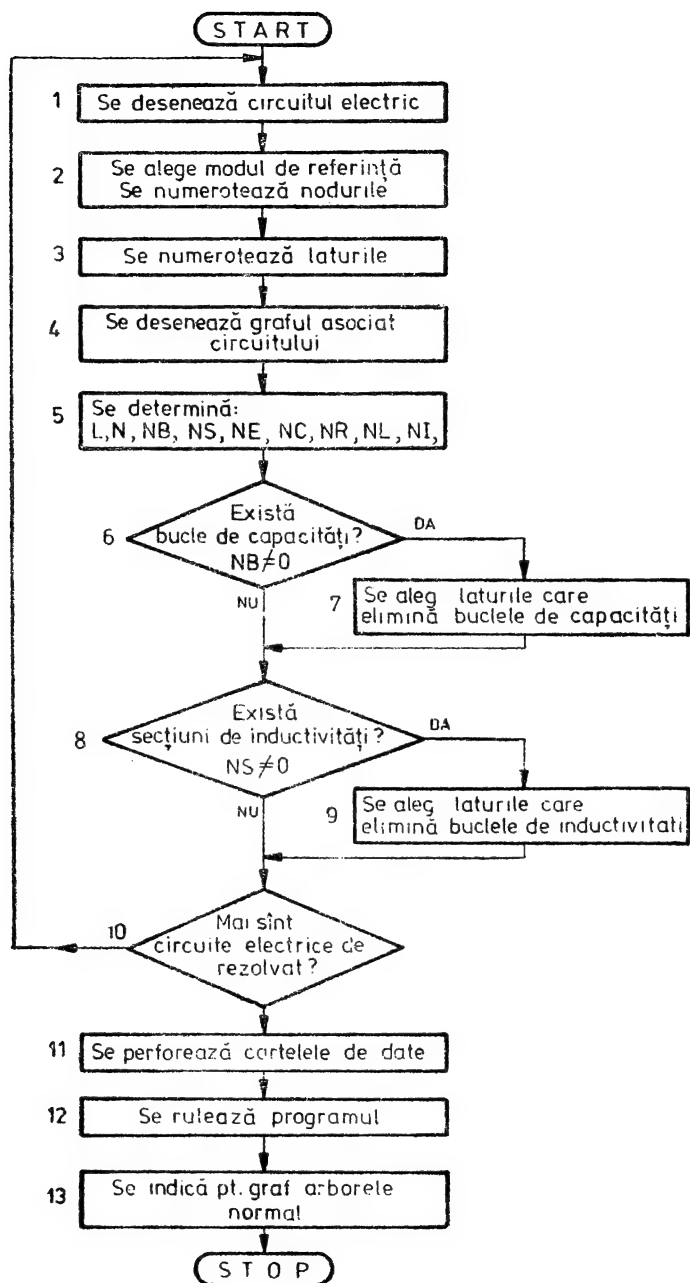 START
1 Se desenează circuitul electric
2 Se alege modul de referință
Se numerotează nodurile
3 Se numerotează laturile
4 Se desenează graful asociat
circuitului
5 Se determină:
L,N, NB, NS, NE, NC, NR, NL, NI,
6 Există
bucle de capacități?
NB≠0
DA
NU
7 Se aleg laturile care
elimină buclele de capacități
8 Există
secțiuni de inductivități?
NS≠0
DA
NU
9 Se aleg laturile care
elimină buclele de inductivitati
10 Mai sînt
circuite electrice de
rezolvat?
11 Se perforează cartelele de date
12 Se rulează programul
13 Se indică pt. graf arborele
normal
STOP